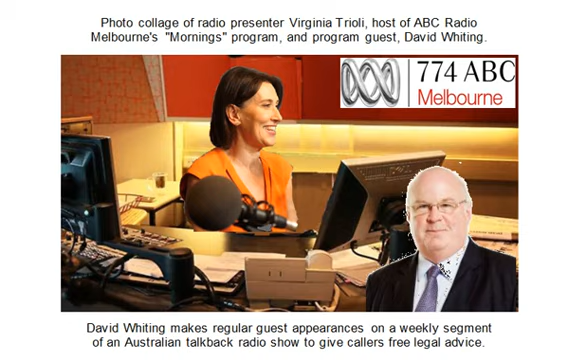 Photo collage of radio presenter Virginia Trioli, host of ABC Radio
Melbourne's "Mornings" program, and program guest, David Whiting.
774 ABC
Melbourne
David Whiting makes regular guest appearances on a weekly segment
of an Australian talkback radio show to give callers free legal advice.